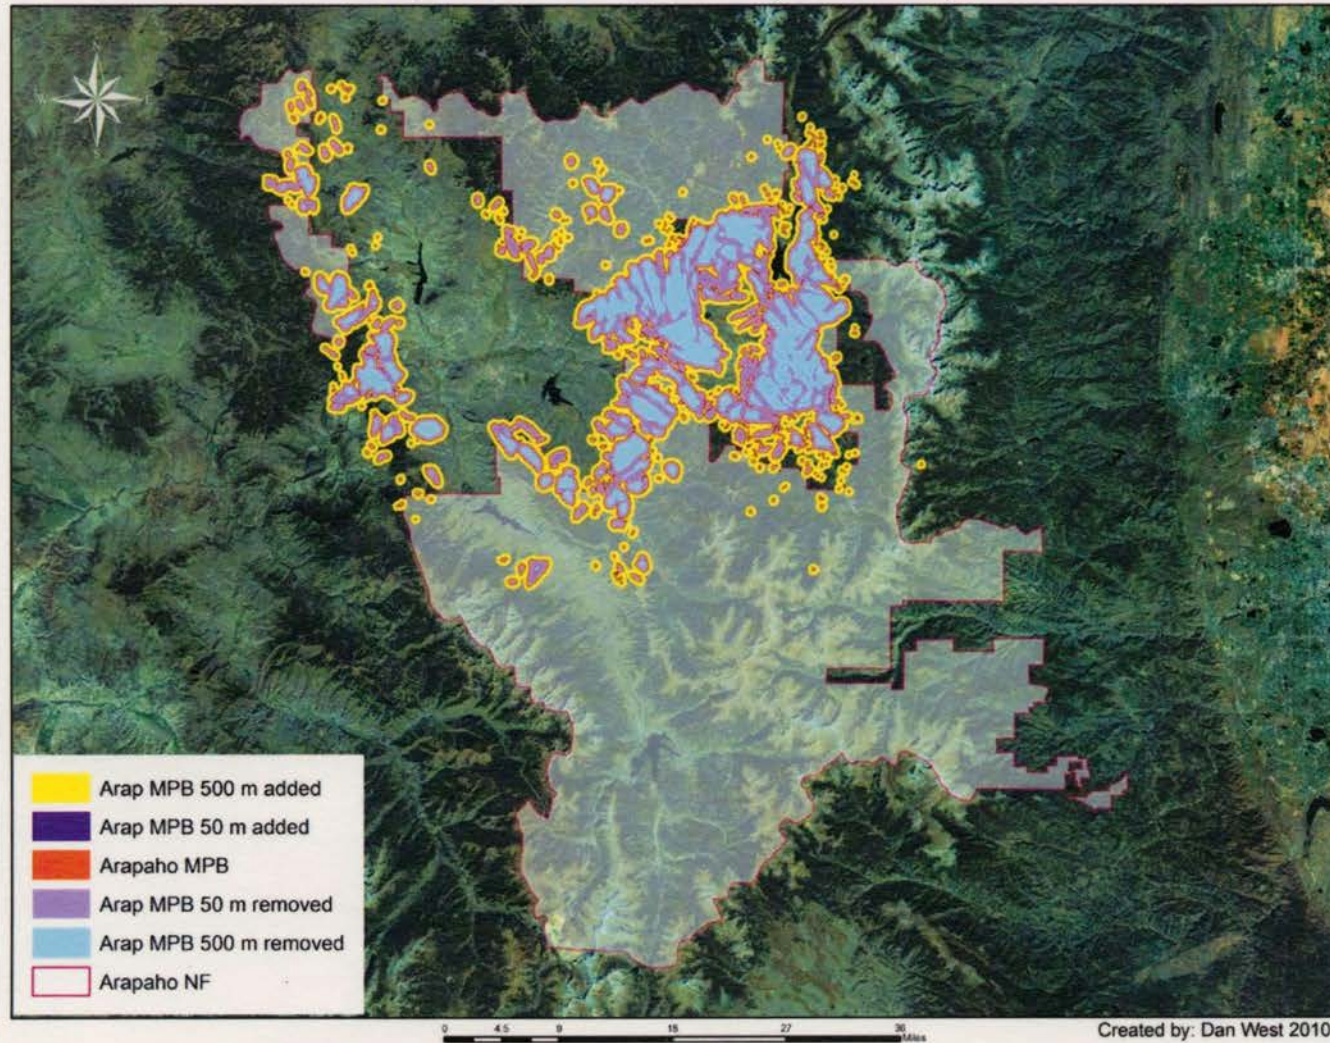 N
W
E
S
Arap MPB 500 m added
Arap MPB 50 m added
Arapaho MPB
Arap MPB 50 m removed
Arap MPB 500 m removed
Arapaho NF
0 4.5 9 18 27 36
Miles
Created by: Dan West 2010